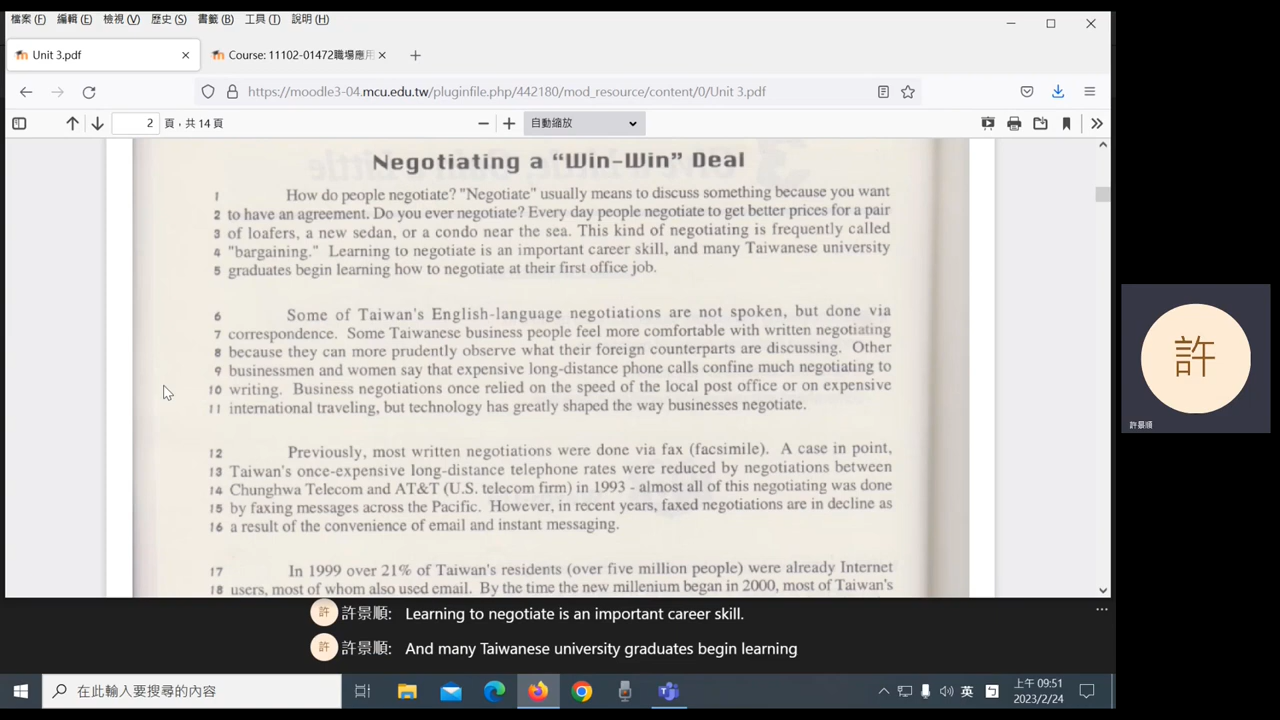 檔案(F) 編輯(E) 檢視(V) 歷史(S) 書籤(B) 工具(T) 說明(H)
Unit 3.pdf
Course: 11102-01472職場應用
https://moodle3-04.mcu.edu.tw/pluginfile.php/442180/mod_resource/content/0/Unit 3.pdf
2 頁，共 14 頁
自動縮放
Negotiating a “Win-Win” Deal
1 How do people negotiate? "Negotiate" usually means to discuss something because you want
2 to have an agreement. Do you ever negotiate? Every day people negotiate to get better prices for a pair
3 of loafers, a new sedan, or a condo near the sea. This kind of negotiating is frequently called
4 "bargaining." Learning to negotiate is an important career skill, and many Taiwanese university
5 graduates begin learning how to negotiate at their first office job.
6 Some of Taiwan's English-language negotiations are not spoken, but done via
7 correspondence. Some Taiwanese business people feel more comfortable with written negotiating
8 because they can more prudently observe what their foreign counterparts are discussing. Other
9 businessmen and women say that expensive long-distance phone calls confine much negotiating to
10 writing. Business negotiations once relied on the speed of the local post office or on expensive
11 international traveling, but technology has greatly shaped the way businesses negotiate.
12 Previously, most written negotiations were done via fax (facsimile). A case in point,
13 Taiwan's once-expensive long-distance telephone rates were reduced by negotiations between
14 Chunghwa Telecom and AT&T (U.S. telecom firm) in 1993 - almost all of this negotiating was done
15 by faxing messages across the Pacific. However, in recent years, faxed negotiations are in decline as
16 a result of the convenience of email and instant messaging.
17 In 1999 over 21% of Taiwan's residents (over five million people) were already Internet
18 users, most of whom also used email. By the time the new millenium began in 2000, most of Taiwan's
許
許景順
許 許景順: Learning to negotiate is an important career skill.
許 許景順: And many Taiwanese university graduates begin learning
在此輸入要搜尋的內容
英
上午 09:51
2023/2/24